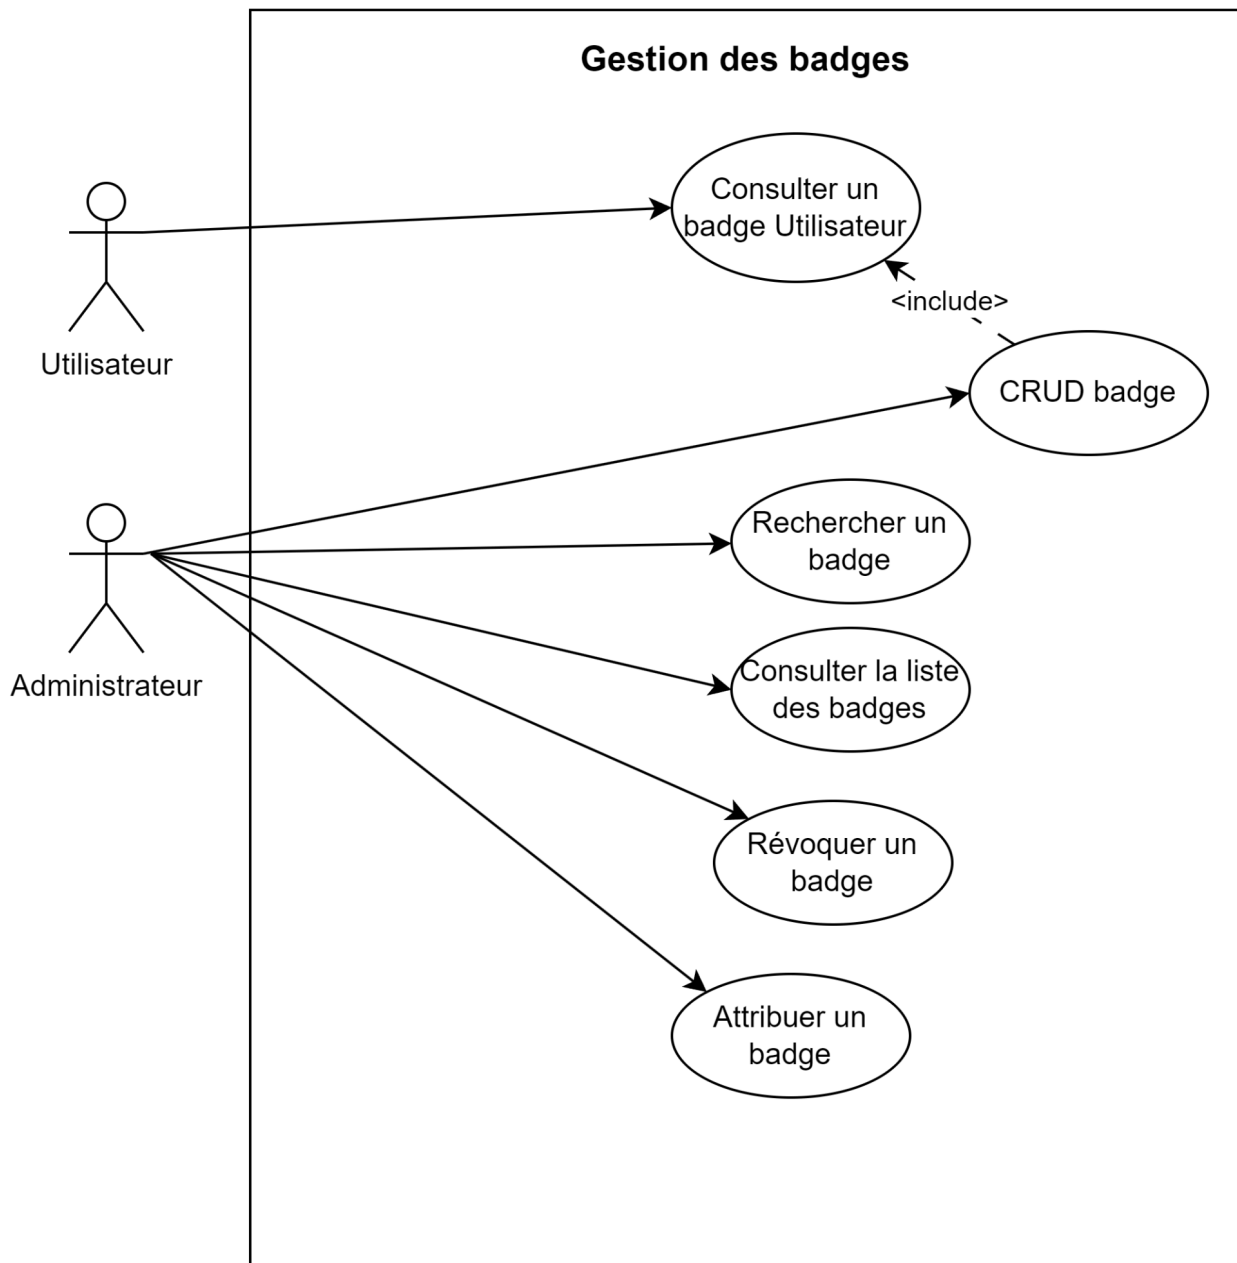 Gestion des badges
Consulter un
badge Utilisateur
<include>
Utilisateur
CRUD badge
Rechercher un
badge
Administrateur
Consulter la liste
des badges
Révoquer un
badge
Attribuer un
badge